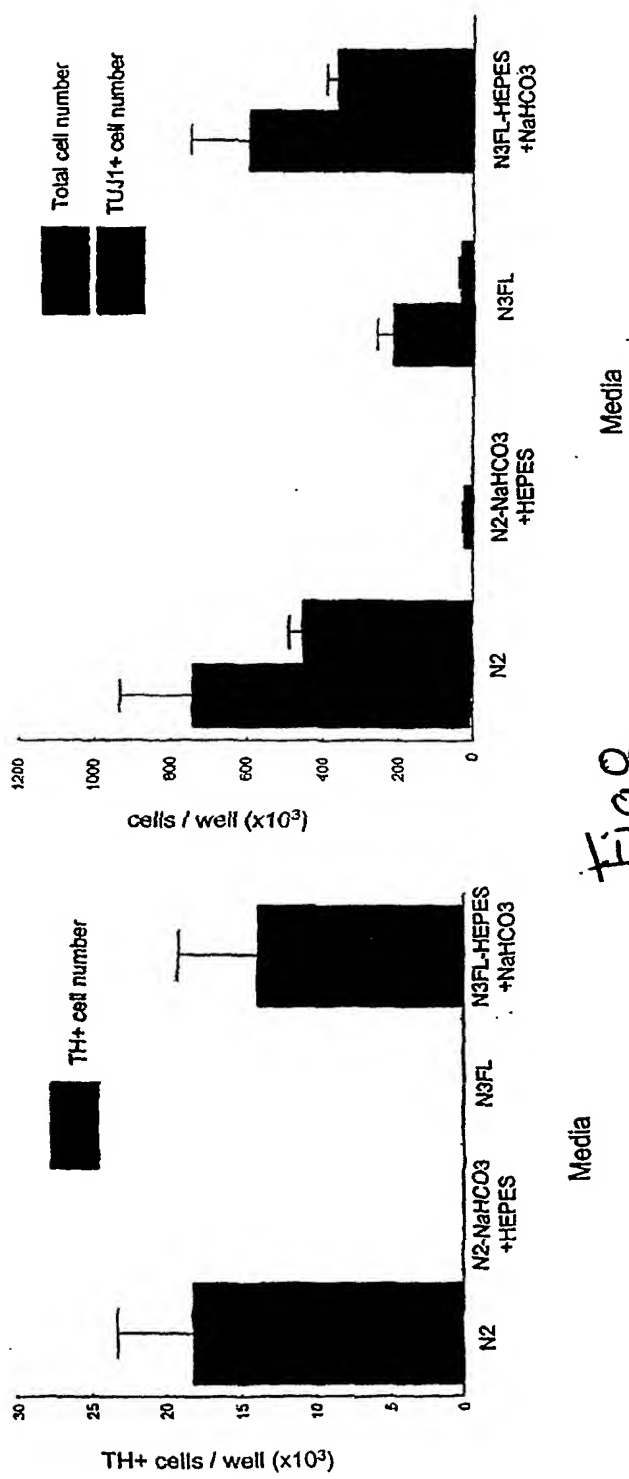 TH+ cells / well (x10³)
30
25
20
15
10
5
0
TH+ cell number
N2
N2-NaHCO3
+HEPES
N3FL
N3FL-HEPES
+NaHCO3
Media
cells / well (x10³)
1200
1000
800
600
400
200
0
Total cell number
TUJ1+ cell number
N2
N2-NaHCO3
+HEPES
N3FL
N3FL-HEPES
+NaHCO3
Media